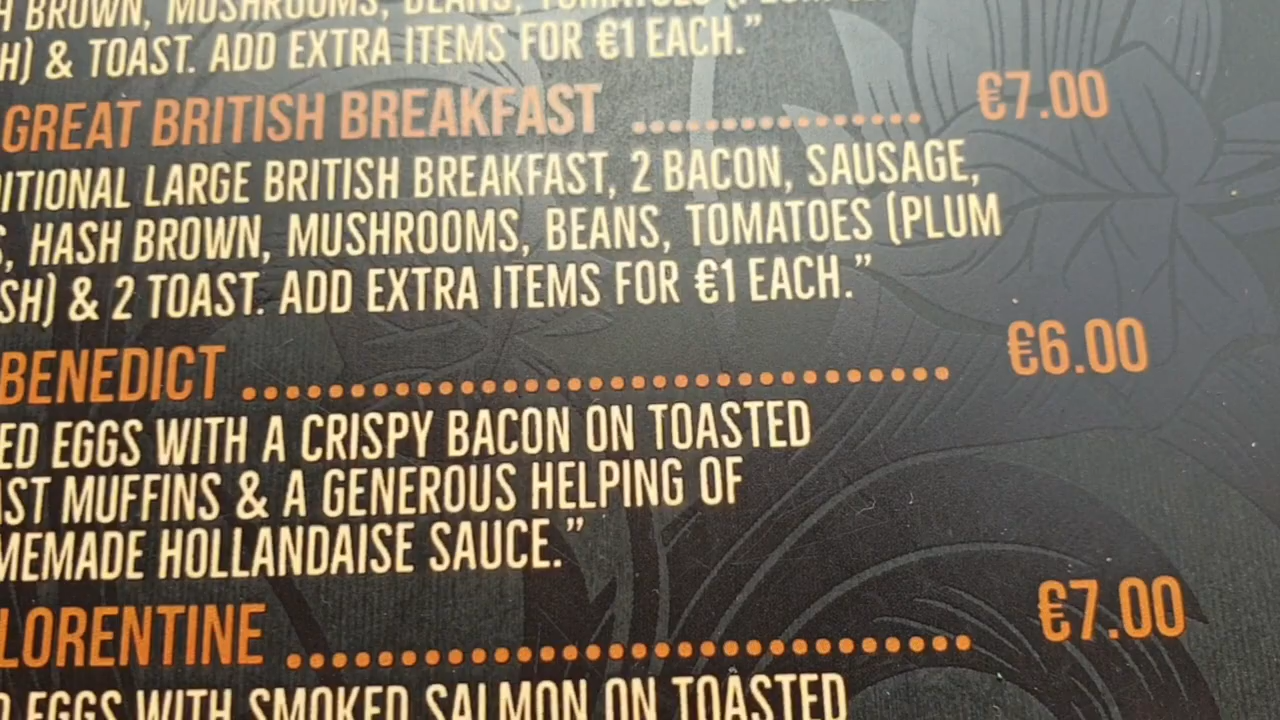 H BROWN, MUSHROOMS, BEANS, TOMATOES (PLUM
H) & TOAST. ADD EXTRA ITEMS FOR €1 EACH.”
GREAT BRITISH BREAKFAST ............... €7.00
ITIONAL LARGE BRITISH BREAKFAST, 2 BACON, SAUSAGE,
S, HASH BROWN, MUSHROOMS, BEANS, TOMATOES (PLUM
SH) & 2 TOAST. ADD EXTRA ITEMS FOR €1 EACH.”
BENEDICT ............................... €6.00
ED EGGS WITH A CRISPY BACON ON TOASTED
AST MUFFINS & A GENEROUS HELPING OF
MEMADE HOLLANDAISE SAUCE.”
LORENTINE .............................. €7.00
D EGGS WITH SMOKED SALMON ON TOASTED